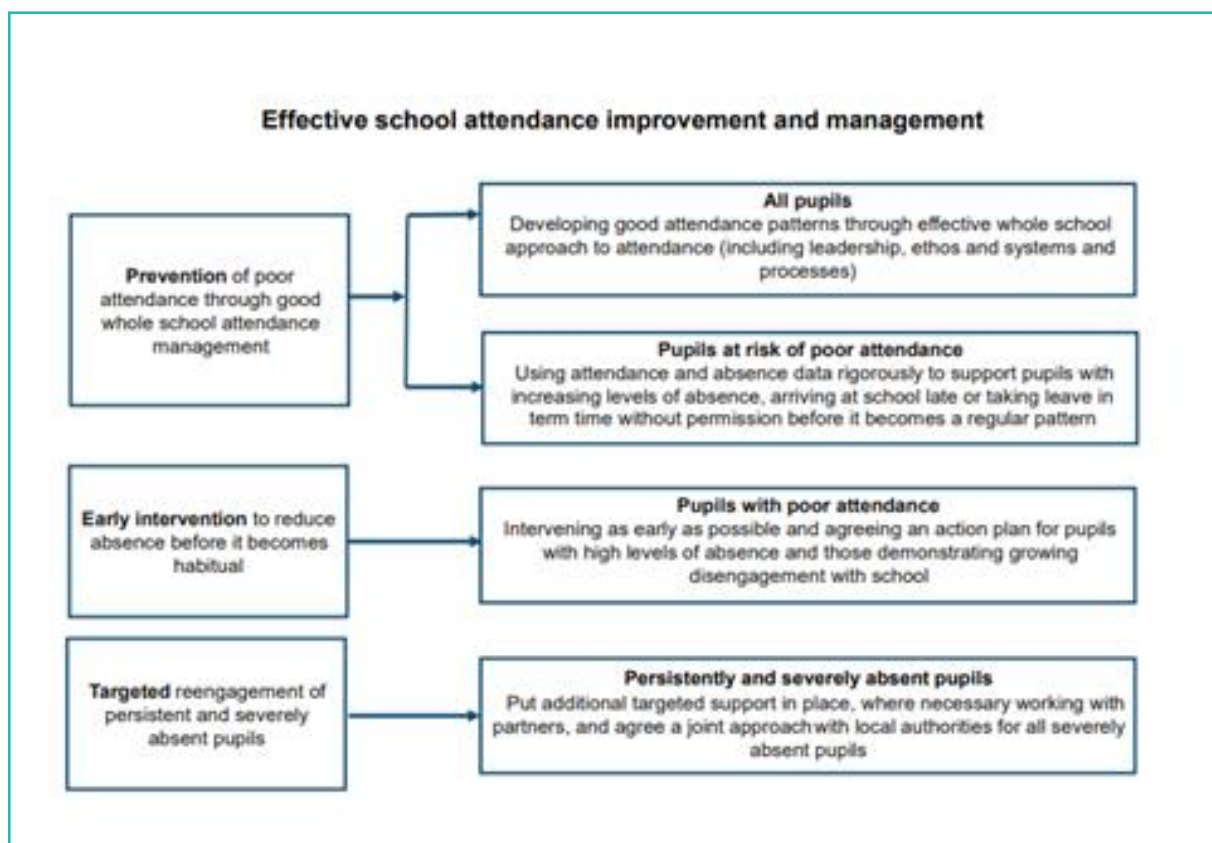 Effective school attendance improvement and management
Prevention of poor
attendance through good
whole school attendance
management
All pupils
Developing good attendance patterns through effective whole school
approach to attendance (including leadership, ethos and systems and
processes)
Pupils at risk of poor attendance
Using attendance and absence data rigorously to support pupils with
increasing levels of absence, arriving at school late or taking leave in
term time without permission before it becomes a regular pattern
Early intervention to reduce
absence before it becomes
habitual
Pupils with poor attendance
Intervening as early as possible and agreeing an action plan for pupils
with high levels of absence and those demonstrating growing
disengagement with school
Targeted reengagement of
persistent and severely
absent pupils
Persistently and severely absent pupils
Put additional targeted support in place, where necessary working with
partners, and agree a joint approach with local authorities for all severely
absent pupils